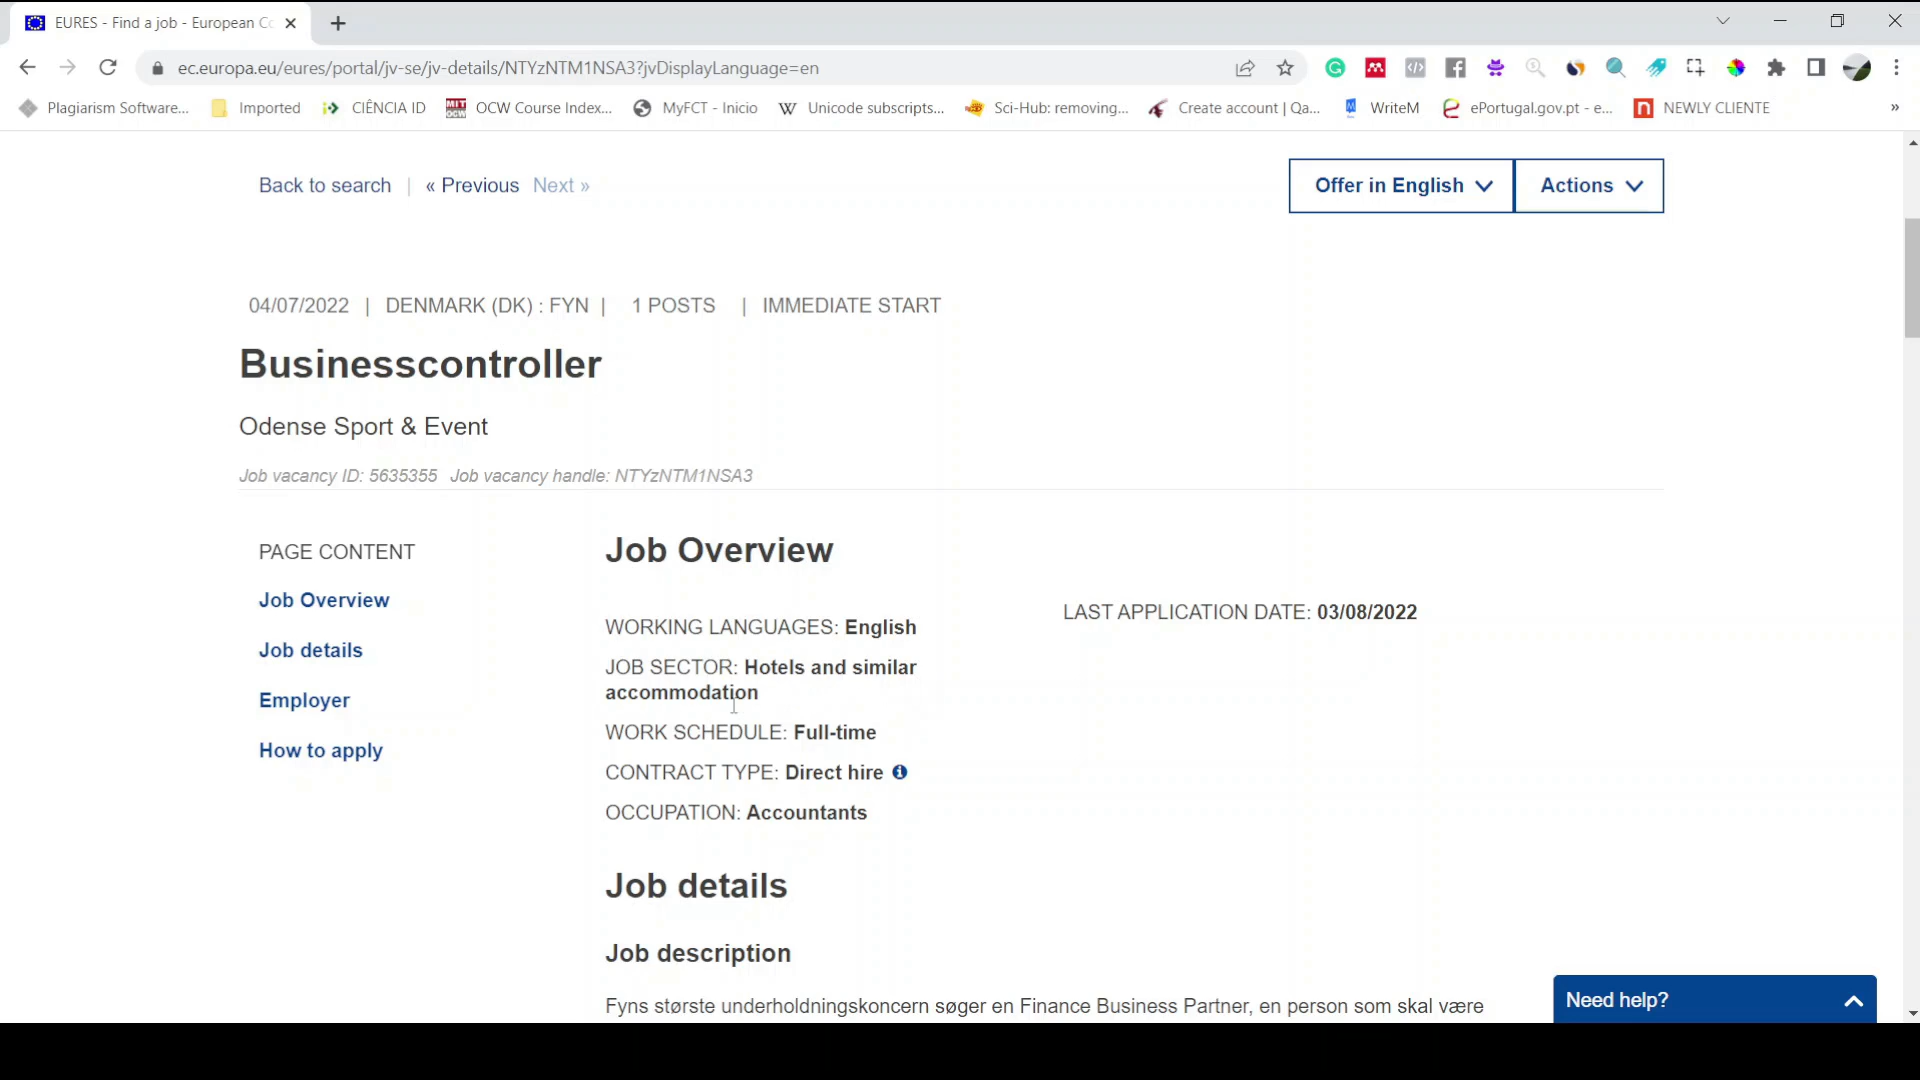 EURES - Find a job - European Co
ec.europa.eu/eures/portal/jv-se/jv-details/NTYzNTM1NSA3?jvDisplayLanguage=en
Plagiarism Software... Imported CIÊNCIA ID MIT OCW OCW Course Index... MyFCT - Inicio W Unicode subscripts... Sci-Hub: removing... Create account | Qa... WriteM ePortugal.gov.pt - e... n NEWLY CLIENTE »
Back to search | « Previous Next » Offer in English Actions
04/07/2022 | DENMARK (DK) : FYN | 1 POSTS | IMMEDIATE START
Businesscontroller
Odense Sport & Event
Job vacancy ID: 5635355 Job vacancy handle: NTYzNTM1NSA3
PAGE CONTENT
Job Overview
Job details
Employer
How to apply
Job Overview
WORKING LANGUAGES: English
JOB SECTOR: Hotels and similar
accommodation
WORK SCHEDULE: Full-time
CONTRACT TYPE: Direct hire
OCCUPATION: Accountants
LAST APPLICATION DATE: 03/08/2022
Job details
Job description
Fyns største underholdningskoncern søger en Finance Business Partner, en person som skal være
Need help?